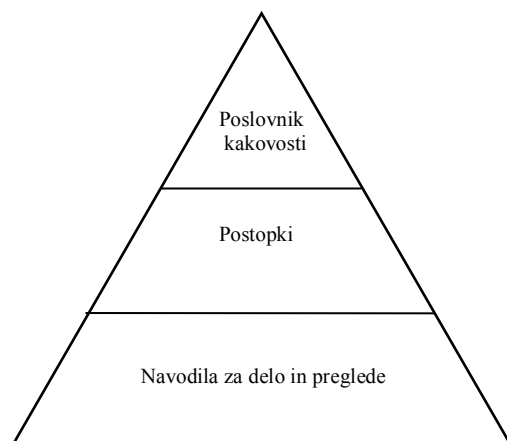 Poslovnik
kakovosti
Postopki
Navodila za delo in preglede